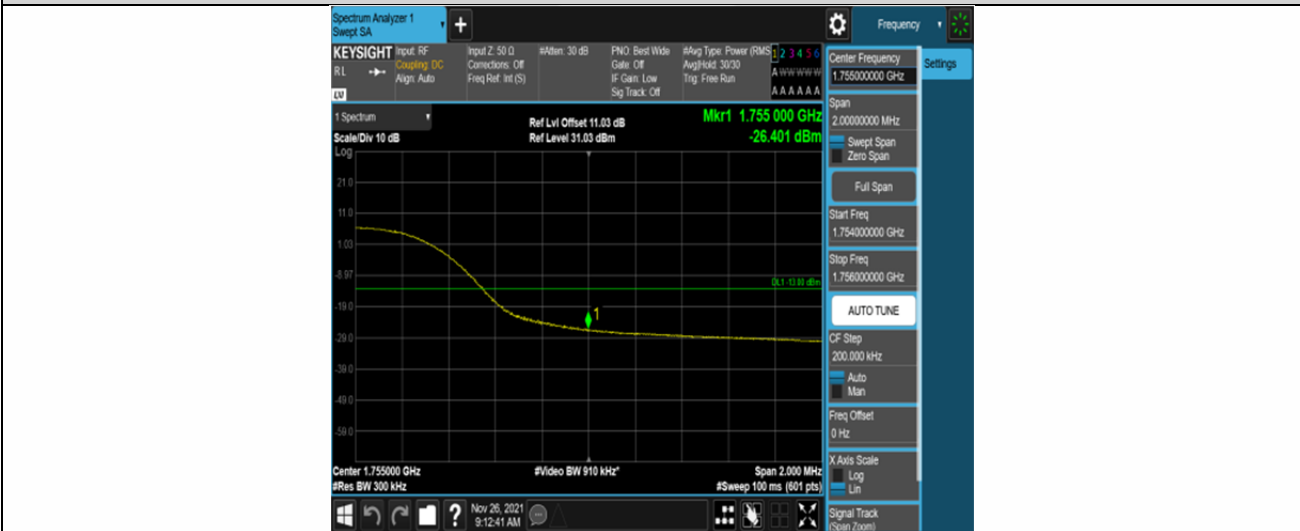 Spectrum Analyzer 1
Swept SA
+
Frequency
KEYSIGHT
Input: RF
Coupling: DC
Align: Auto
RL
Input Z: 50 Ω
Corrections: Off
Freq Ref: Int (S)
#Atten: 30 dB
PNO: Best Wide
Gate: Off
IF Gain: Low
Sig Track: Off
#Avg Type: Power (RMS
Avg|Hold: 30/30
Trig: Free Run
1 2 3 4 5 6
A W W W W W
A A A A A A
1 Spectrum
Scale/Div 10 dB
Log
Ref Lvl Offset 11.03 dB
Ref Level 31.03 dBm
Mkr1 1.755 000 GHz
-26.401 dBm
21.0
11.0
1.03
-8.97
-19.0
-29.0
-39.0
-49.0
-59.0
DL1 -13.00 dBm
1
Center 1.755000 GHz
#Res BW 300 kHz
#Video BW 910 kHz*
Span 2.000 MHz
#Sweep 100 ms (601 pts)
?
Nov 26, 2021
9:12:41 AM
Center Frequency
1.755000000 GHz
Span
2.00000000 MHz
Swept Span
Zero Span
Full Span
Start Freq
1.754000000 GHz
Stop Freq
1.756000000 GHz
AUTO TUNE
CF Step
200.000 kHz
Auto
Man
Freq Offset
0 Hz
X Axis Scale
Log
Lin
Signal Track
(Span Zoom)
Settings